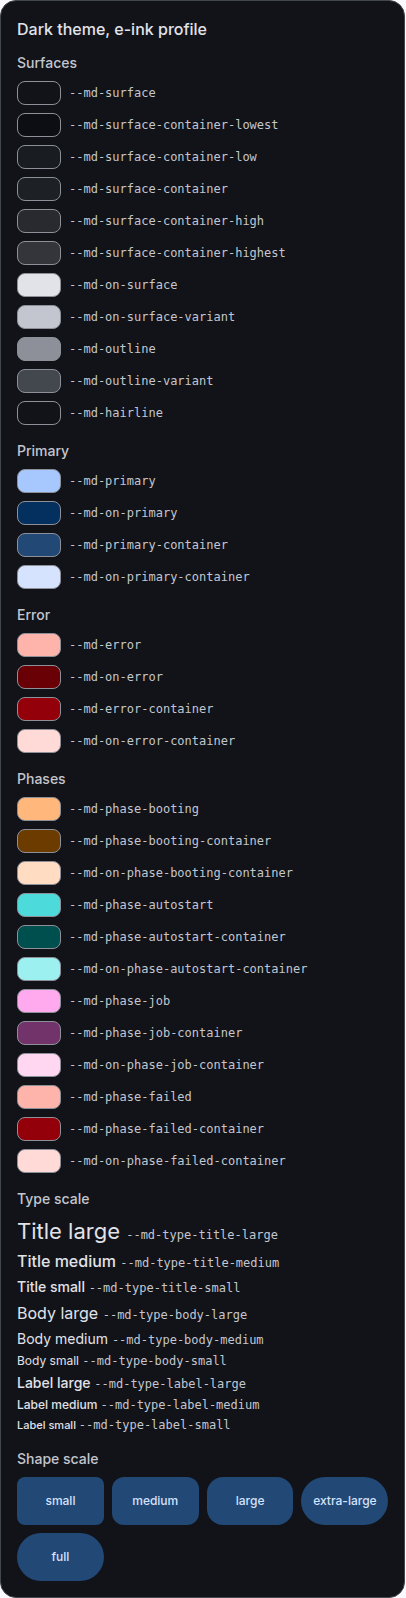 Dark theme, e-ink profile
Surfaces
--md-surface
--md-surface-container-lowest
--md-surface-container-low
--md-surface-container
--md-surface-container-high
--md-surface-container-highest
--md-on-surface
--md-on-surface-variant
--md-outline
--md-outline-variant
--md-hairline
Primary
--md-primary
--md-on-primary
--md-primary-container
--md-on-primary-container
Error
--md-error
--md-on-error
--md-error-container
--md-on-error-container
Phases
--md-phase-booting
--md-phase-booting-container
--md-on-phase-booting-container
--md-phase-autostart
--md-phase-autostart-container
--md-on-phase-autostart-container
--md-phase-job
--md-phase-job-container
--md-on-phase-job-container
--md-phase-failed
--md-phase-failed-container
--md-on-phase-failed-container
Type scale
Title large --md-type-title-large
Title medium --md-type-title-medium
Title small --md-type-title-small
Body large --md-type-body-large
Body medium --md-type-body-medium
Body small --md-type-body-small
Label large --md-type-label-large
Label medium --md-type-label-medium
Label small --md-type-label-small
Shape scale
small medium large extra-large
full